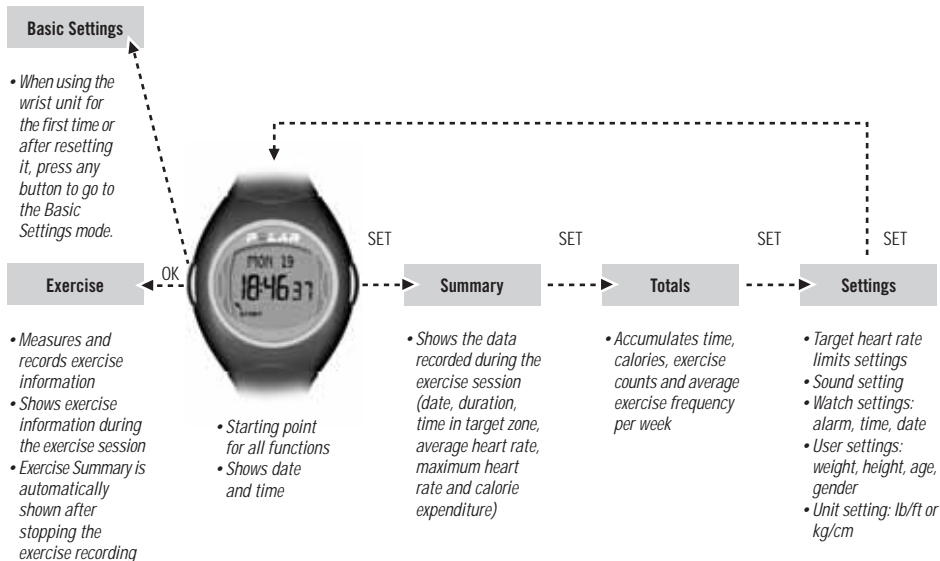 Basic Settings
• When using the
wrist unit for
the first time or
after resetting
it, press any
button to go to
the Basic
Settings mode.
OK
Exercise
• Measures and
records exercise
information
• Shows exercise
information during
the exercise session
• Exercise Summary is
automatically
shown after
stopping the
exercise recording
POLAR
MON 19
18:46 37
START
• Starting point
for all functions
• Shows date
and time
SET
Summary
• Shows the data
recorded during the
exercise session
(date, duration,
time in target zone,
average heart rate,
maximum heart
rate and calorie
expenditure)
SET
Totals
• Accumulates time,
calories, exercise
counts and average
exercise frequency
per week
SET
SET
Settings
• Target heart rate
limits settings
• Sound setting
• Watch settings:
alarm, time, date
• User settings:
weight, height, age,
gender
• Unit setting: lb/ft or
kg/cm